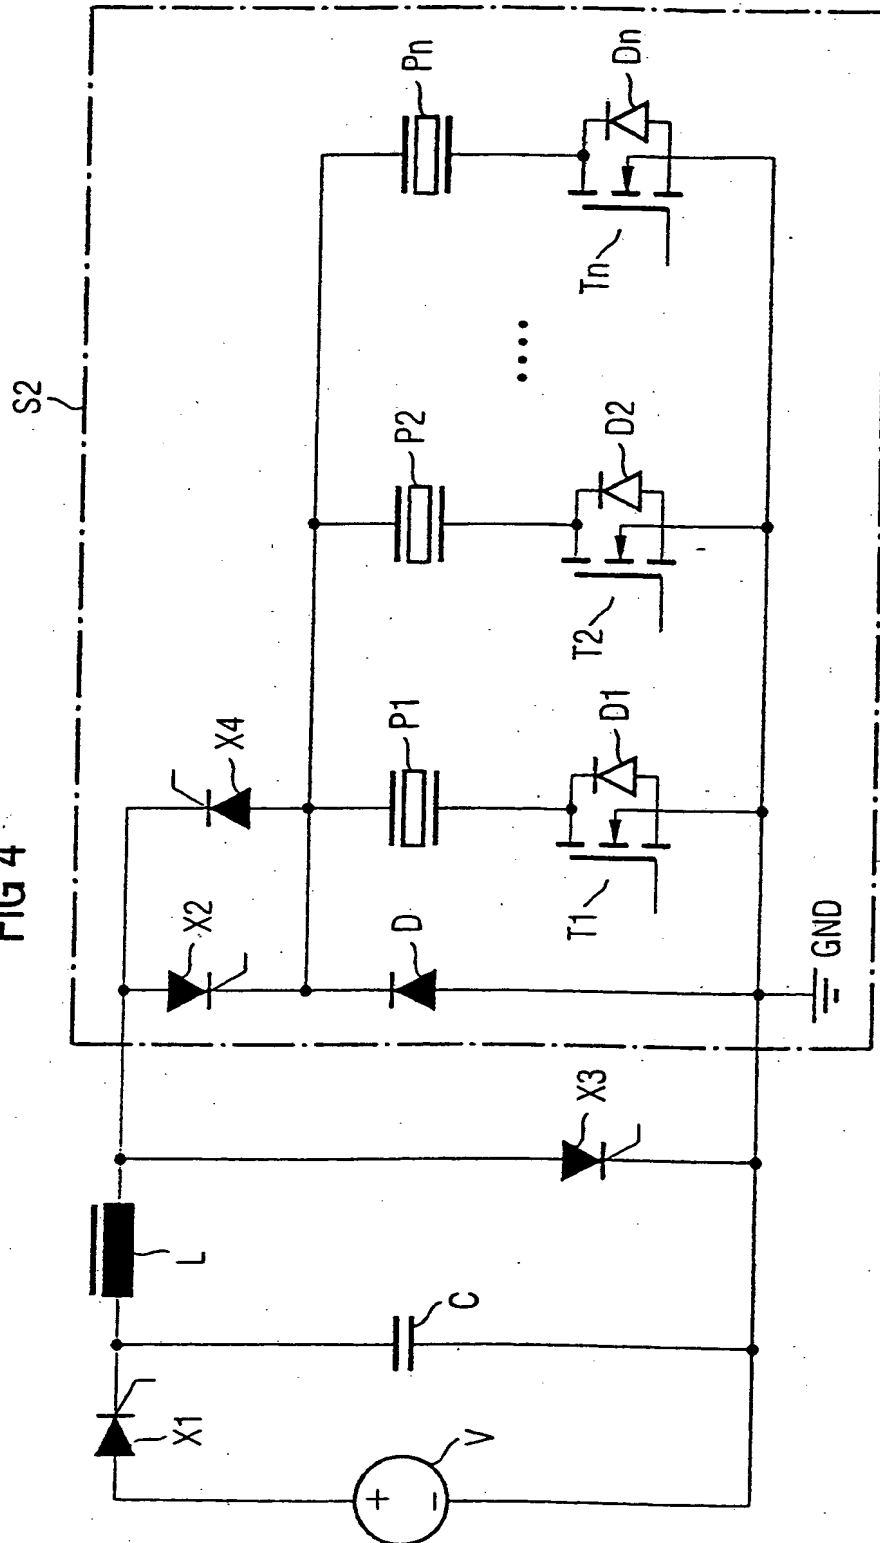 FIG 4
S2
X2
X4
Pn
P2
P1
D
Dn
D2
D1
Tn
T2
T1
GND
L
X3
C
X1
V
+
–